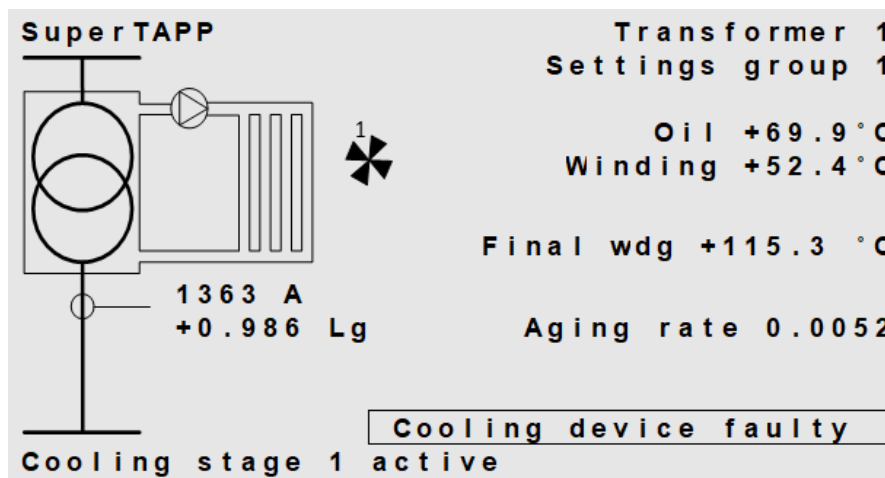 SuperTAPP
Transformer 1
Settings group 1
1
Oil +69.9°C
Winding +52.4°C
Final wdg +115.3 °C
1363 A
+0.986 Lg
Aging rate 0.0052
Cooling device faulty
Cooling stage 1 active